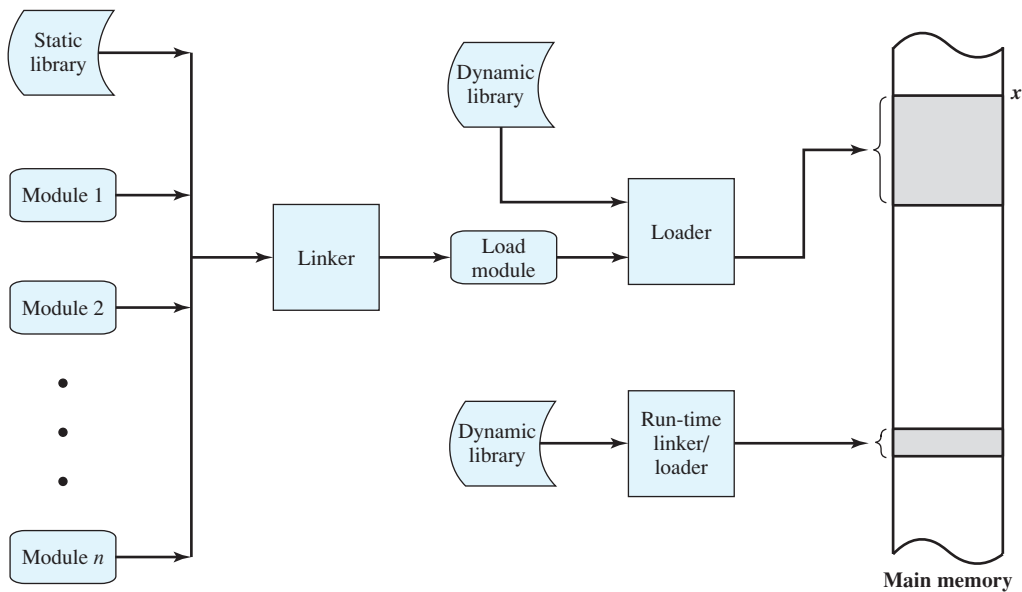 Static
library
Dynamic
library
x
Module 1
Linker
Load
module
Loader
Module 2
Dynamic
library
Run-time
linker/
loader
Module n
Main memory